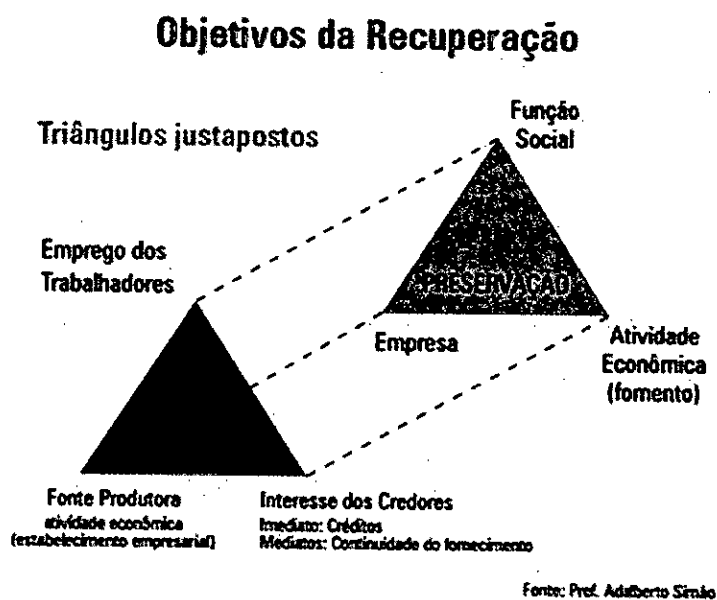 Objetivos da Recuperação
Triângulos justapostos
Função
Social
Emprego dos
Trabalhadores
PRESERVAÇÃO
Empresa
Atividade
Econômica
(fomento)
Fonte Produtora
atividade econômica
(estabelecimento empresarial)
Interesse dos Credores
Imediato: Créditos
Mediatos: Continuidade do fornecimento
Fonte: Prof. Adalberto Simão